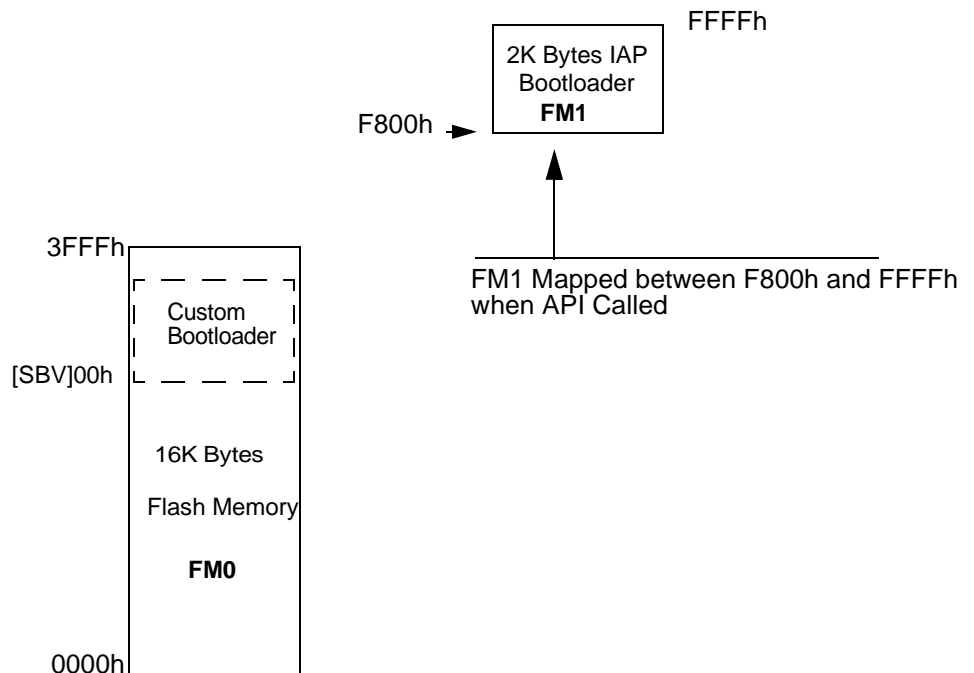 FFFFh
2K Bytes IAP
Bootloader
FM1
F800h
3FFFh
FM1 Mapped between F800h and FFFFh
when API Called
Custom
Bootloader
[SBV]00h
16K Bytes
Flash Memory
FM0
0000h